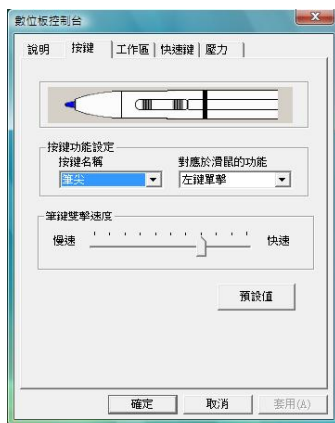 數位板控制台
說明 按鍵 工作區 快速鍵 壓力
按鍵功能設定
按鍵名稱 對應於滑鼠的功能
筆尖 左鍵單擊
筆鍵雙擊速度
慢速 快速
預設值
確定 取消 套用(A)